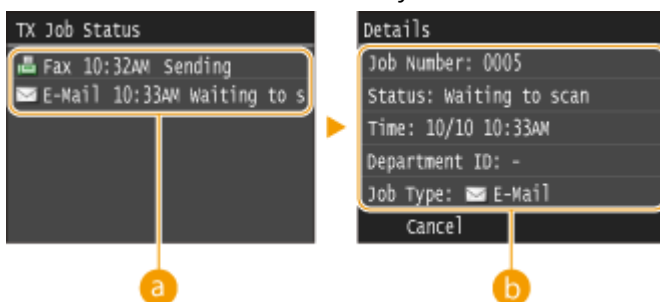 TX Job Status
Fax 10:32AM Sending
E-Mail 10:33AM Waiting to s
a
Details
Job Number: 0005
Status: Waiting to scan
Time: 10/10 10:33AM
Department ID: -
Job Type: E-Mail
Cancel
b